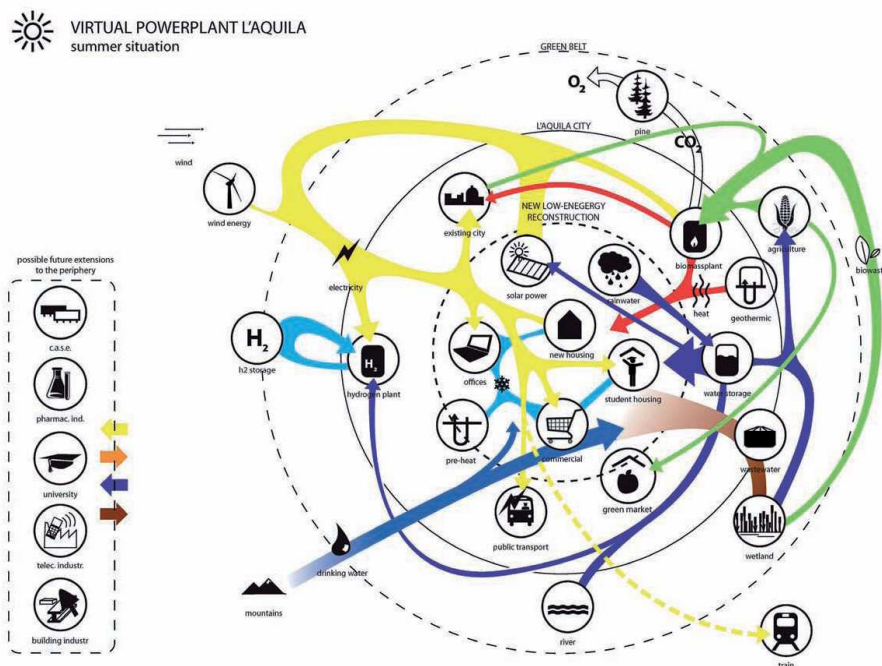 VIRTUAL POWERPLANT L'AQUILA
summer situation
GREEN BELT
O2
pine
CO2
L'AQUILA CITY
wind
wind energy
existing city
NEW LOW-ENEGERGY
RECONSTRUCTION
biomassplant
agriculture
biowast
possible future extensions
to the periphery
electricity
solar power
rainwater
heat
geothermic
c.a.s.e.
H2
h2 storage
H2
hydrogen plant
offices
new housing
student housing
water storage
pharmac. ind.
pre-heat
commercial
wastewater
university
green market
public transport
wetland
telec. industr.
drinking water
mountains
river
building industr
train